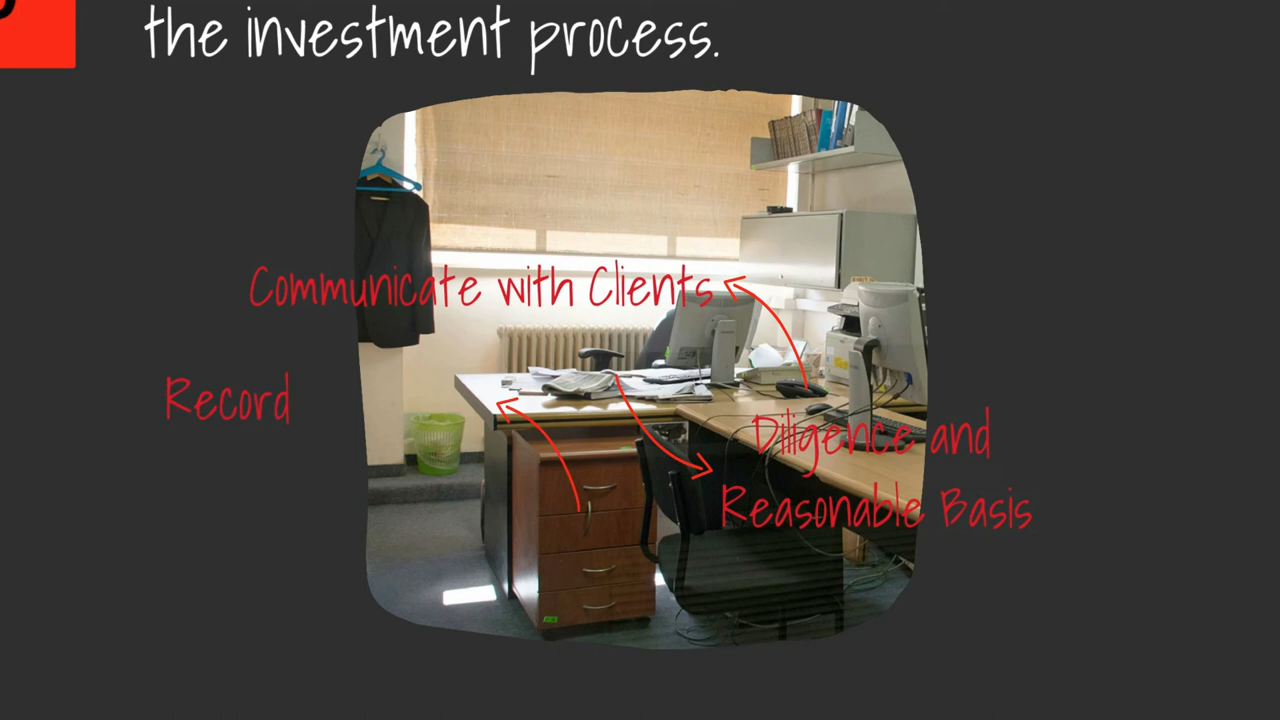 the investment process.
Communicate with Clients
Record
Diligence and
Reasonable Basis